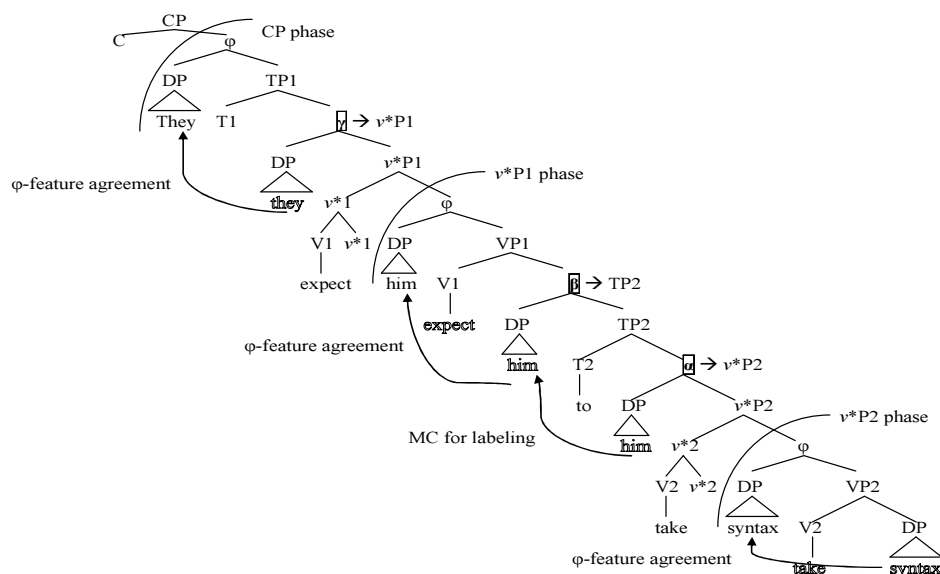 CP
CP phase
C
φ
DP
TP1
They
T1
γ → v*P1
DP
v*P1
v*P1 phase
φ-feature agreement
they
v*1
φ
V1
v*1
DP
VP1
expect
him
V1
β → TP2
expect
DP
TP2
φ-feature agreement
him
T2
α → v*P2
to
DP
v*P2
v*P2 phase
MC for labeling
him
v*2
φ
V2
v*2
DP
VP2
take
syntax
V2
DP
φ-feature agreement
take
syntax